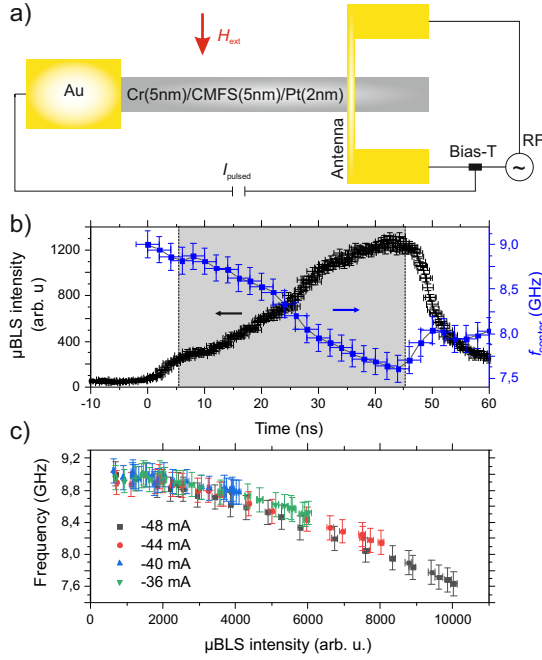 a)
H_ext
Au
Cr(5nm)/CMFS(5nm)/Pt(2nm)
Antenna
Bias-T
RF
~
I_pulsed
b)
µBLS intensity
(arb. u)
1200
900
600
300
0
9,0
8,5
8,0
7,5
f_center (GHz)
-10 0 10 20 30 40 50 60
Time (ns)
c)
Frequency (GHz)
9,2
8,8
8,4
8,0
7,6
-48 mA
-44 mA
-40 mA
-36 mA
0 2000 4000 6000 8000 10000
µBLS intensity (arb. u.)